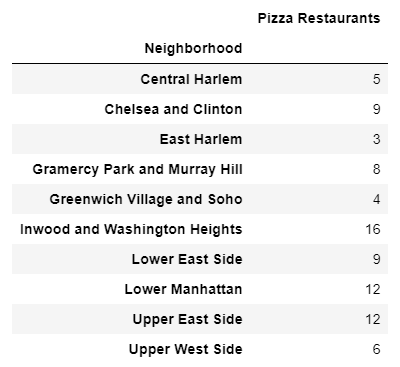 Pizza Restaurants
Neighborhood
Central Harlem 5
Chelsea and Clinton 9
East Harlem 3
Gramercy Park and Murray Hill 8
Greenwich Village and Soho 4
Inwood and Washington Heights 16
Lower East Side 9
Lower Manhattan 12
Upper East Side 12
Upper West Side 6